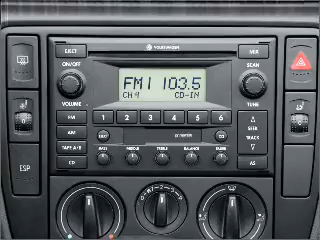 EJECT
VOLKSWAGEN
MIX
ON/OFF
SCAN
FM1 103.5
CH 4 CD-IN
VOLUME
TUNE
FM
1 2 3 4 5 6
AM
SEEK
TAPE A/B
TRACK
BASS MIDDLE TREBLE BALANCE FADER
CD
AS
ESP